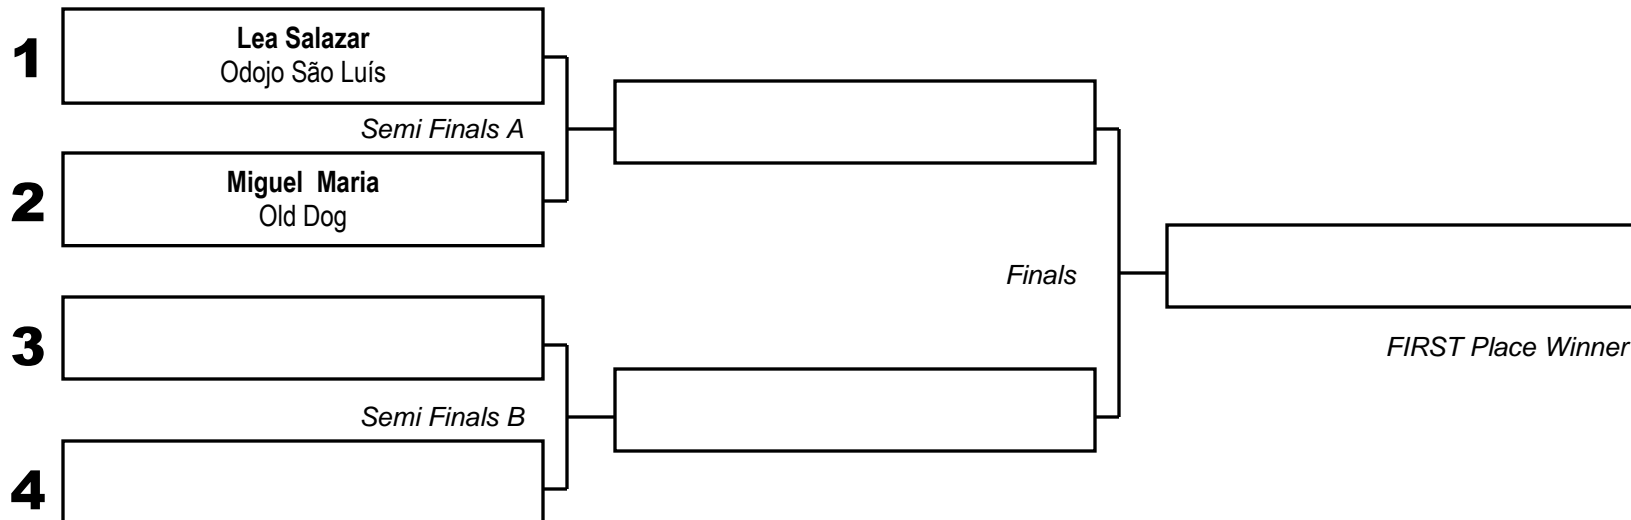 1
Lea Salazar
Odojo São Luís
Semi Finals A
2
Miguel  Maria
Old Dog
Finals
3
FIRST Place Winner
Semi Finals B
4